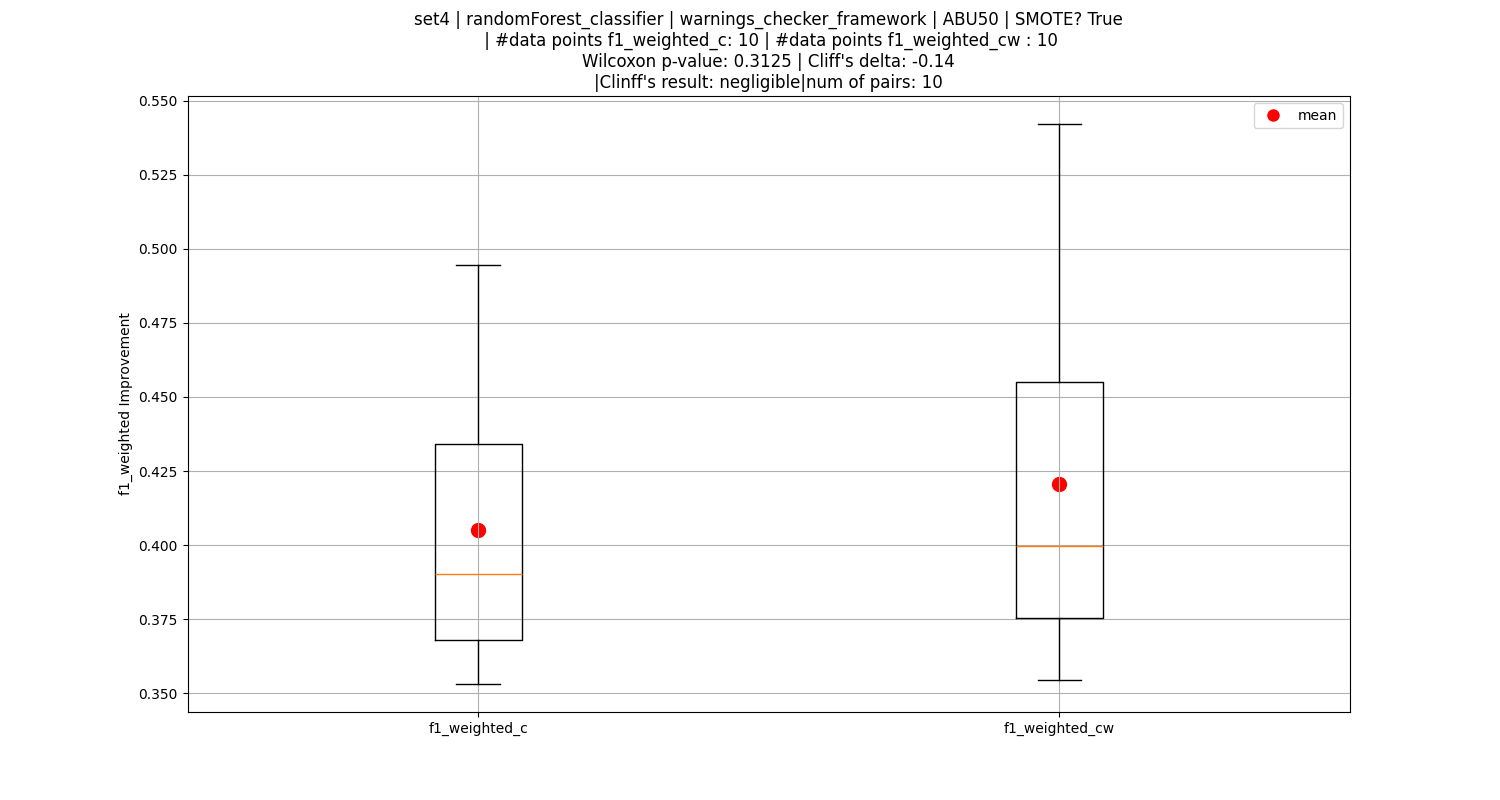 set4 | randomForest_classifier | warnings_checker_framework | ABU50 | SMOTE? True
| #data points f1_weighted_c: 10 | #data points f1_weighted_cw : 10
Wilcoxon p-value: 0.3125 | Cliff's delta: -0.14
|Clinff's result: negligible|num of pairs: 10
mean
f1_weighted Improvement
0.550
0.525
0.500
0.475
0.450
0.425
0.400
0.375
0.350
f1_weighted_c
f1_weighted_cw